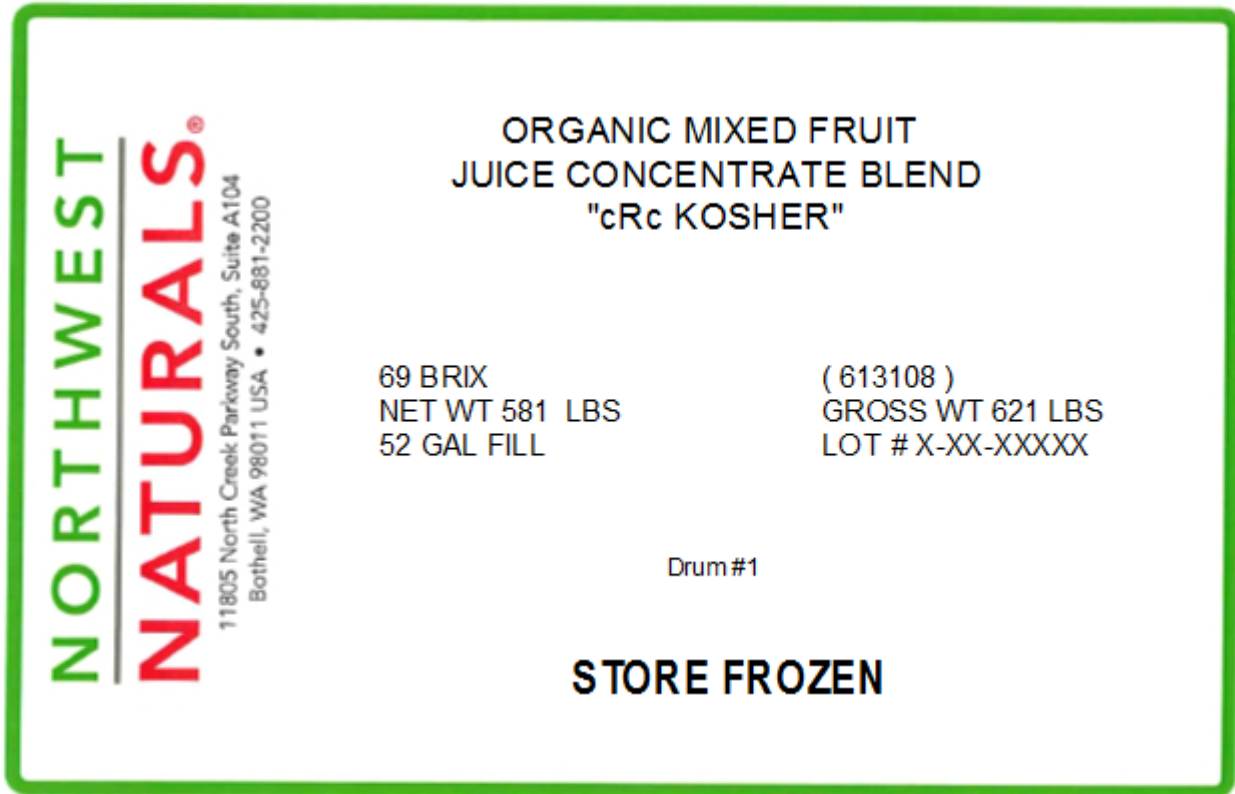 NORTHWEST
NATURALS®
11805 North Creek Parkway South, Suite A104
Bothell, WA 98011 USA • 425-881-2200
ORGANIC MIXED FRUIT
JUICE CONCENTRATE BLEND
"cRc KOSHER"
69 BRIX
NET WT 581 LBS
52 GAL FILL
( 613108 )
GROSS WT 621 LBS
LOT # X-XX-XXXXX
Drum #1
STORE FROZEN